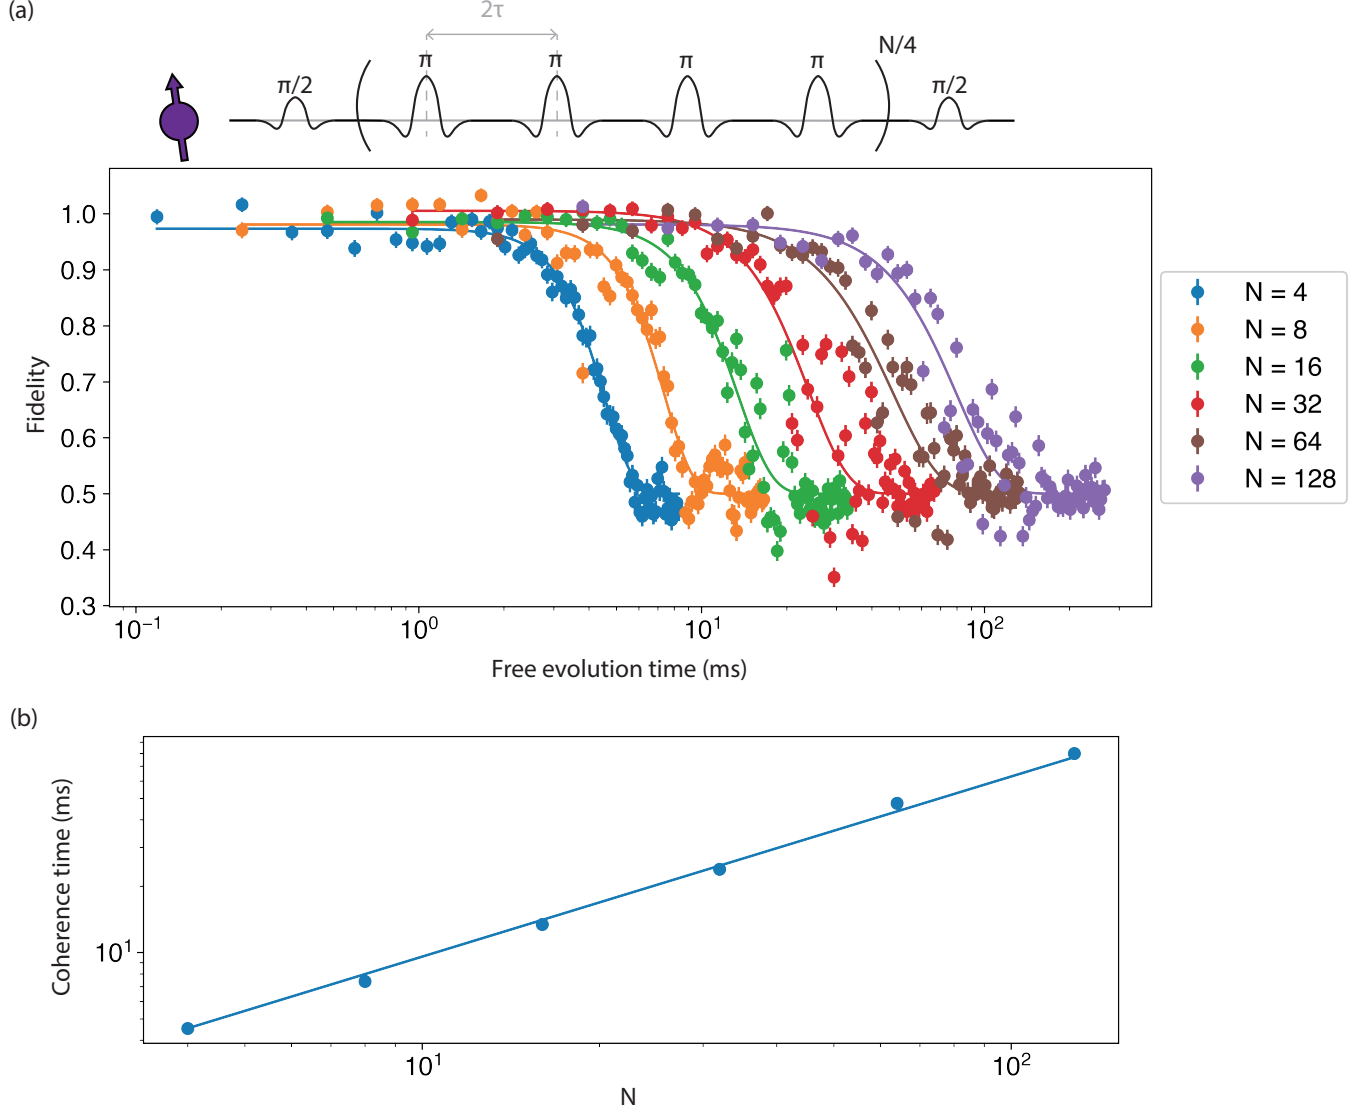 (a)
2τ
π/2
π
π
π
π
N/4
π/2
Fidelity
1.0
0.9
0.8
0.7
0.6
0.5
0.4
0.3
10⁻¹
10⁰
10¹
10²
Free evolution time (ms)
N = 4
N = 8
N = 16
N = 32
N = 64
N = 128
(b)
Coherence time (ms)
10¹
10¹
10²
N